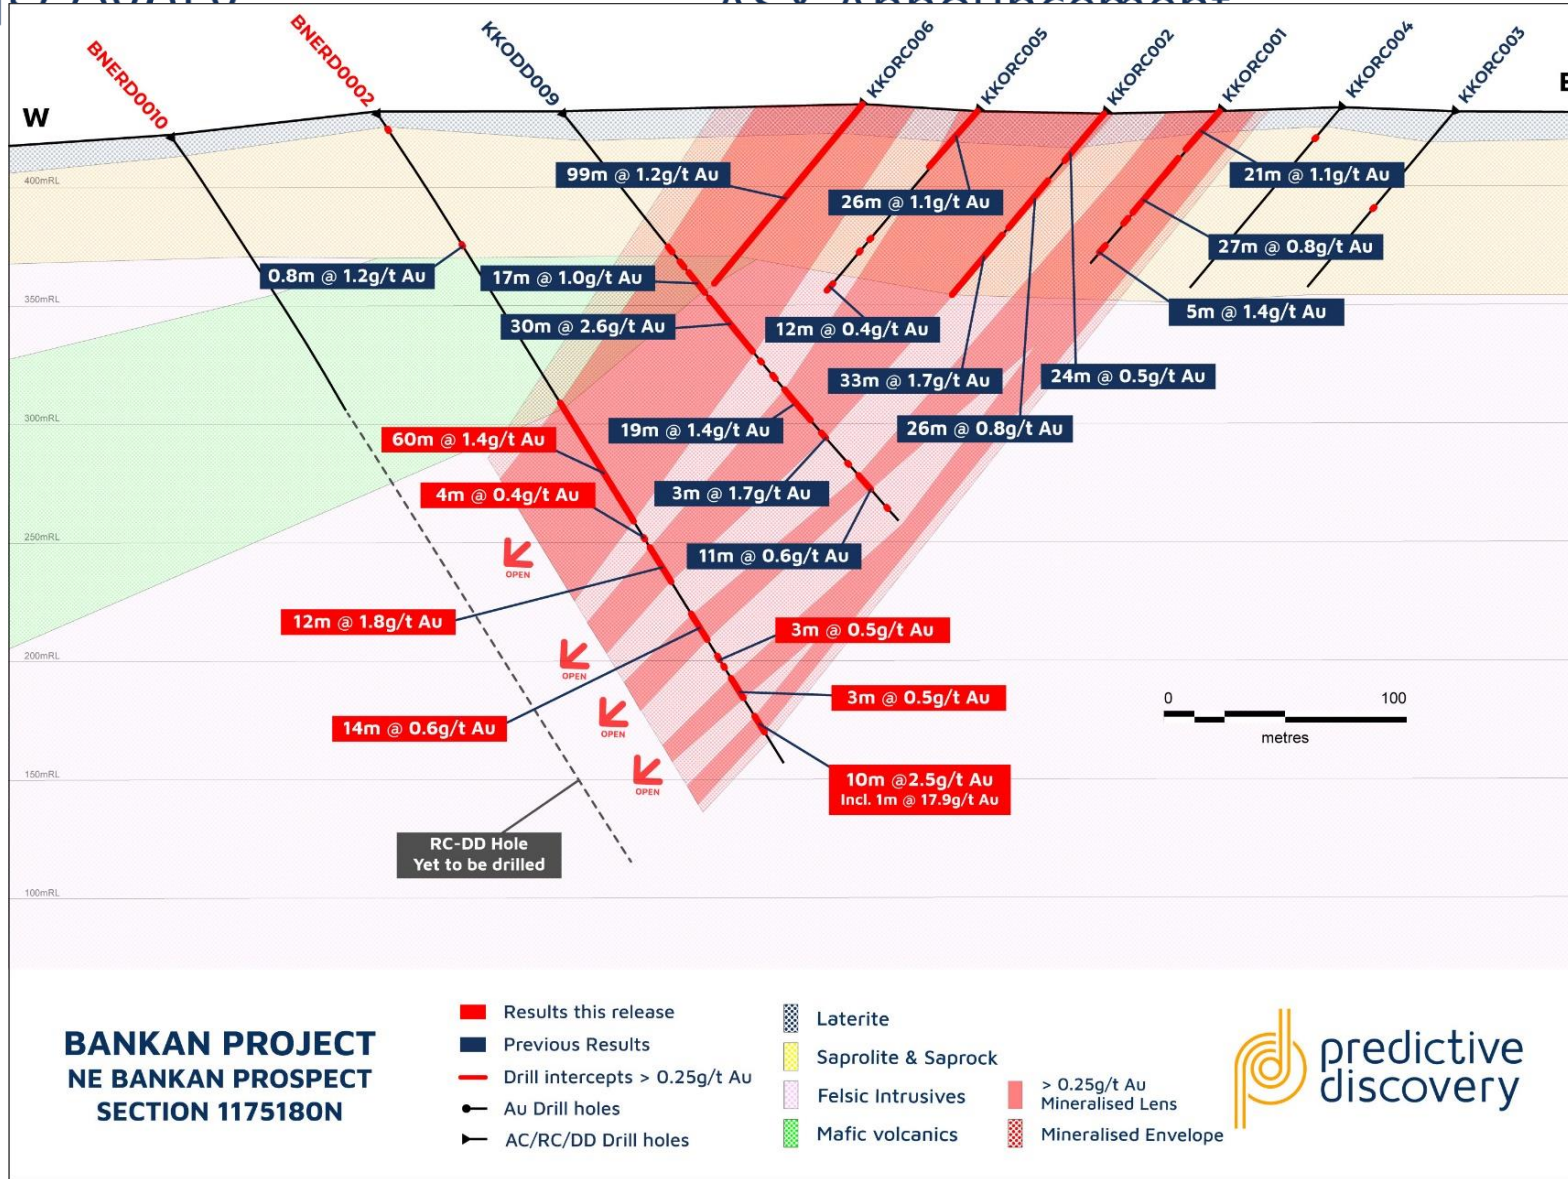 BNERD0010
BNERD0002
KKODD009
KKORC006
KKORC005
KKORC002
KKORC001
KKORC004
KKORC003
W
400mRL
350mRL
300mRL
250mRL
200mRL
150mRL
100mRL
99m @ 1.2g/t Au
26m @ 1.1g/t Au
21m @ 1.1g/t Au
27m @ 0.8g/t Au
0.8m @ 1.2g/t Au
17m @ 1.0g/t Au
5m @ 1.4g/t Au
30m @ 2.6g/t Au
12m @ 0.4g/t Au
33m @ 1.7g/t Au
24m @ 0.5g/t Au
19m @ 1.4g/t Au
26m @ 0.8g/t Au
60m @ 1.4g/t Au
4m @ 0.4g/t Au
3m @ 1.7g/t Au
11m @ 0.6g/t Au
OPEN
12m @ 1.8g/t Au
3m @ 0.5g/t Au
OPEN
3m @ 0.5g/t Au
14m @ 0.6g/t Au
OPEN
10m @2.5g/t Au
Incl. 1m @ 17.9g/t Au
OPEN
RC-DD Hole
Yet to be drilled
0 100
metres
BANKAN PROJECT
NE BANKAN PROSPECT
SECTION 1175180N
Results this release
Previous Results
Drill intercepts > 0.25g/t Au
Au Drill holes
AC/RC/DD Drill holes
Laterite
Saprolite & Saprock
Felsic Intrusives
Mafic volcanics
> 0.25g/t Au
Mineralised Lens
Mineralised Envelope
predictive
discovery